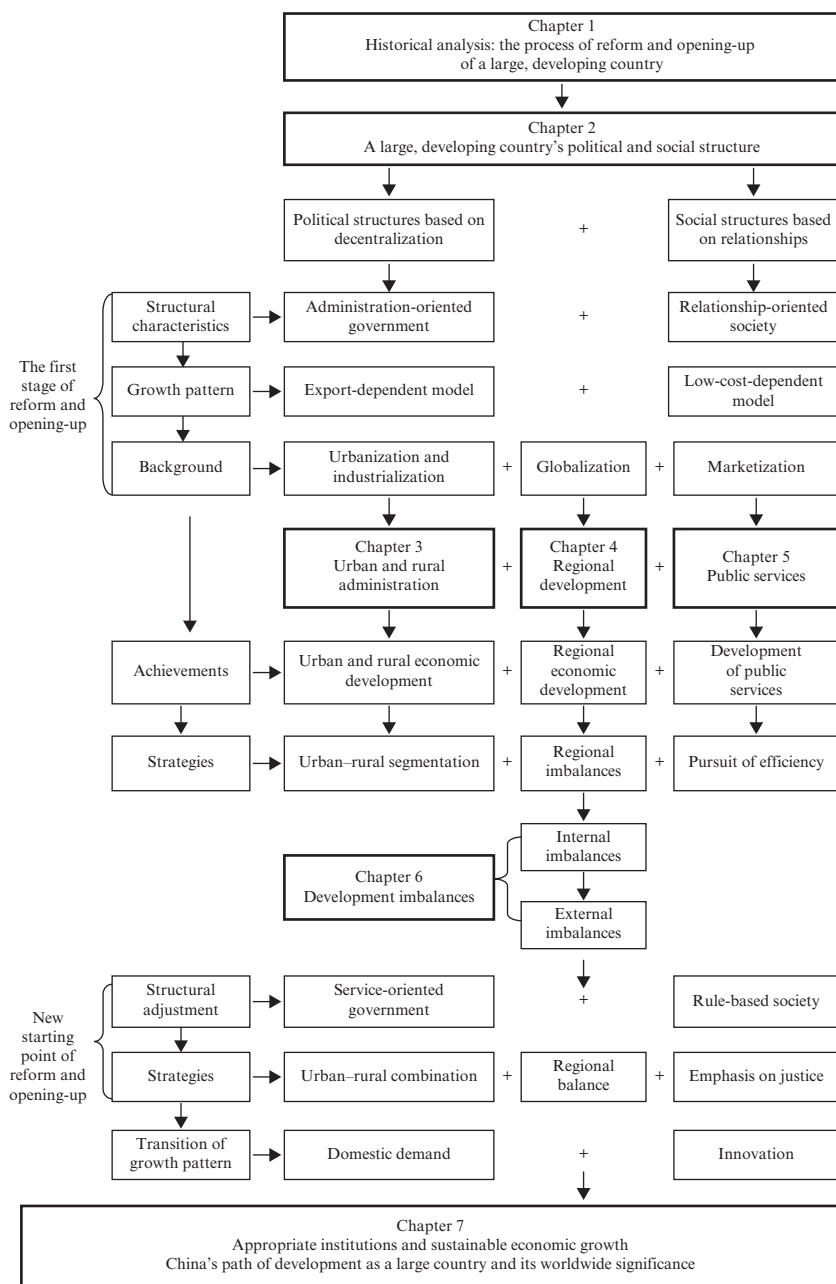 Chapter 1
Historical analysis: the process of reform and opening-up
of a large, developing country
Chapter 2
A large, developing country's political and social structure
Political structures based on
decentralization
+
Social structures based
on relationships
The first
stage of
reform and
opening-up
Structural
characteristics
Administration-oriented
government
+
Relationship-oriented
society
Growth pattern
Export-dependent model
+
Low-cost-dependent
model
Background
Urbanization and
industrialization
+
Globalization
+
Marketization
Chapter 3
Urban and rural
administration
+
Chapter 4
Regional
development
+
Chapter 5
Public services
Achievements
Urban and rural economic
development
+
Regional
economic
development
+
Development
of public
services
Strategies
Urban–rural segmentation
+
Regional
imbalances
+
Pursuit of efficiency
Chapter 6
Development imbalances
Internal
imbalances
External
imbalances
New
starting
point of
reform and
opening-up
Structural
adjustment
Service-oriented
government
+
Rule-based society
Strategies
Urban–rural combination
+
Regional
balance
+
Emphasis on justice
Transition of
growth pattern
Domestic demand
+
Innovation
Chapter 7
Appropriate institutions and sustainable economic growth
China's path of development as a large country and its worldwide significance